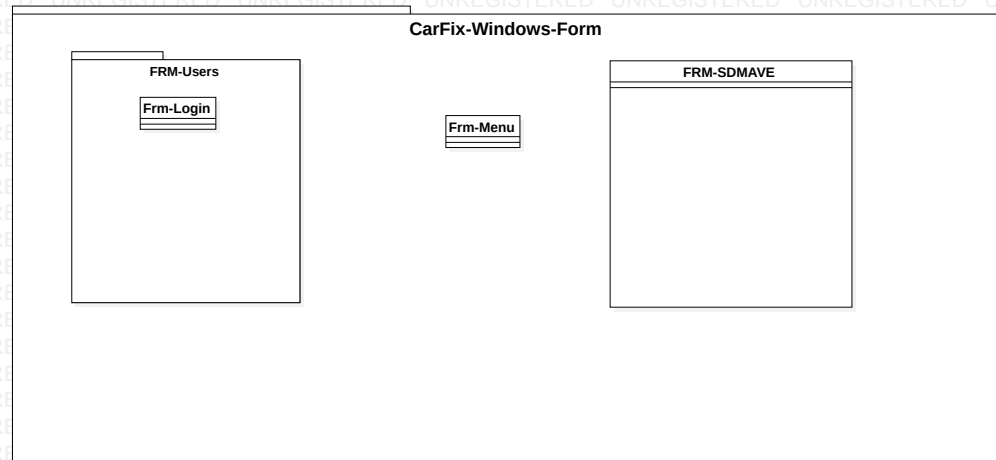 UNREGISTERED UNREGISTERED UNREGISTERED UNREGISTERED UNREGISTERED
CarFix-Windows-Form
FRM-Users
Frm-Login
Frm-Menu
FRM-SDMAVE